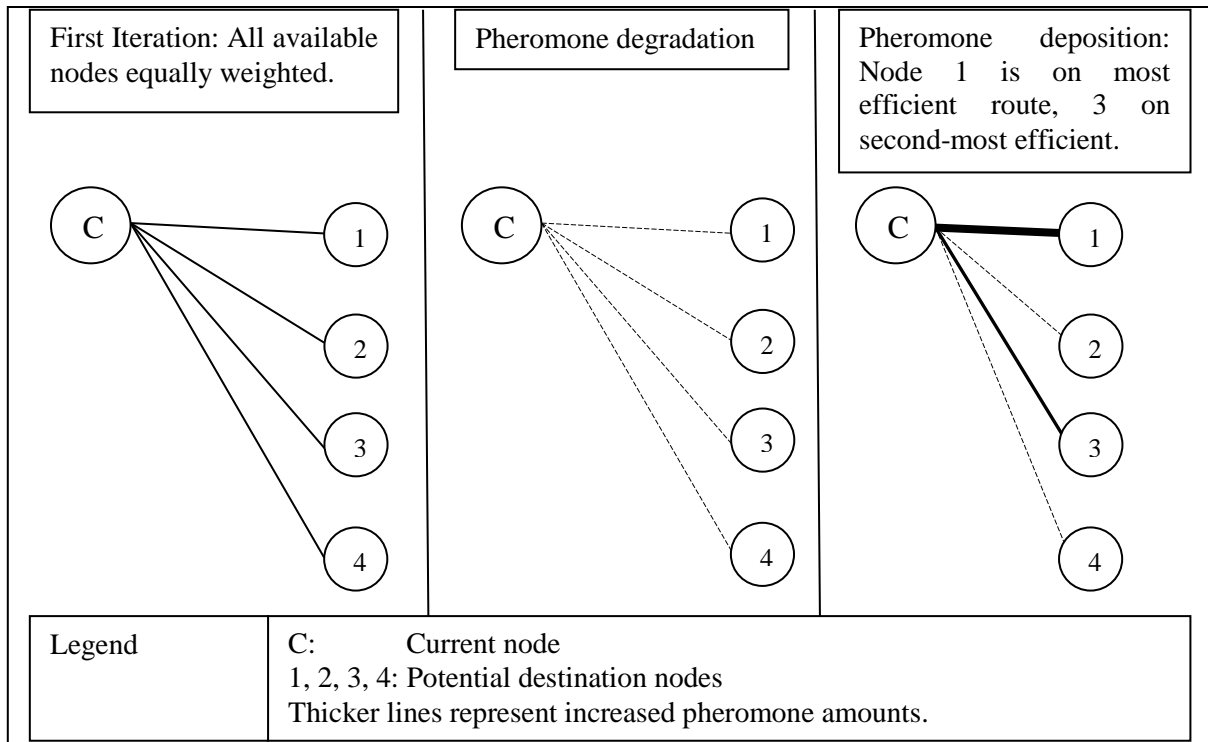 First Iteration: All available
nodes equally weighted.
Pheromone degradation
Pheromone deposition:
Node 1 is on most
efficient route, 3 on
second-most efficient.
C
1
2
3
4
C
1
2
3
4
C
1
2
3
4
Legend
C: Current node
1, 2, 3, 4: Potential destination nodes
Thicker lines represent increased pheromone amounts.